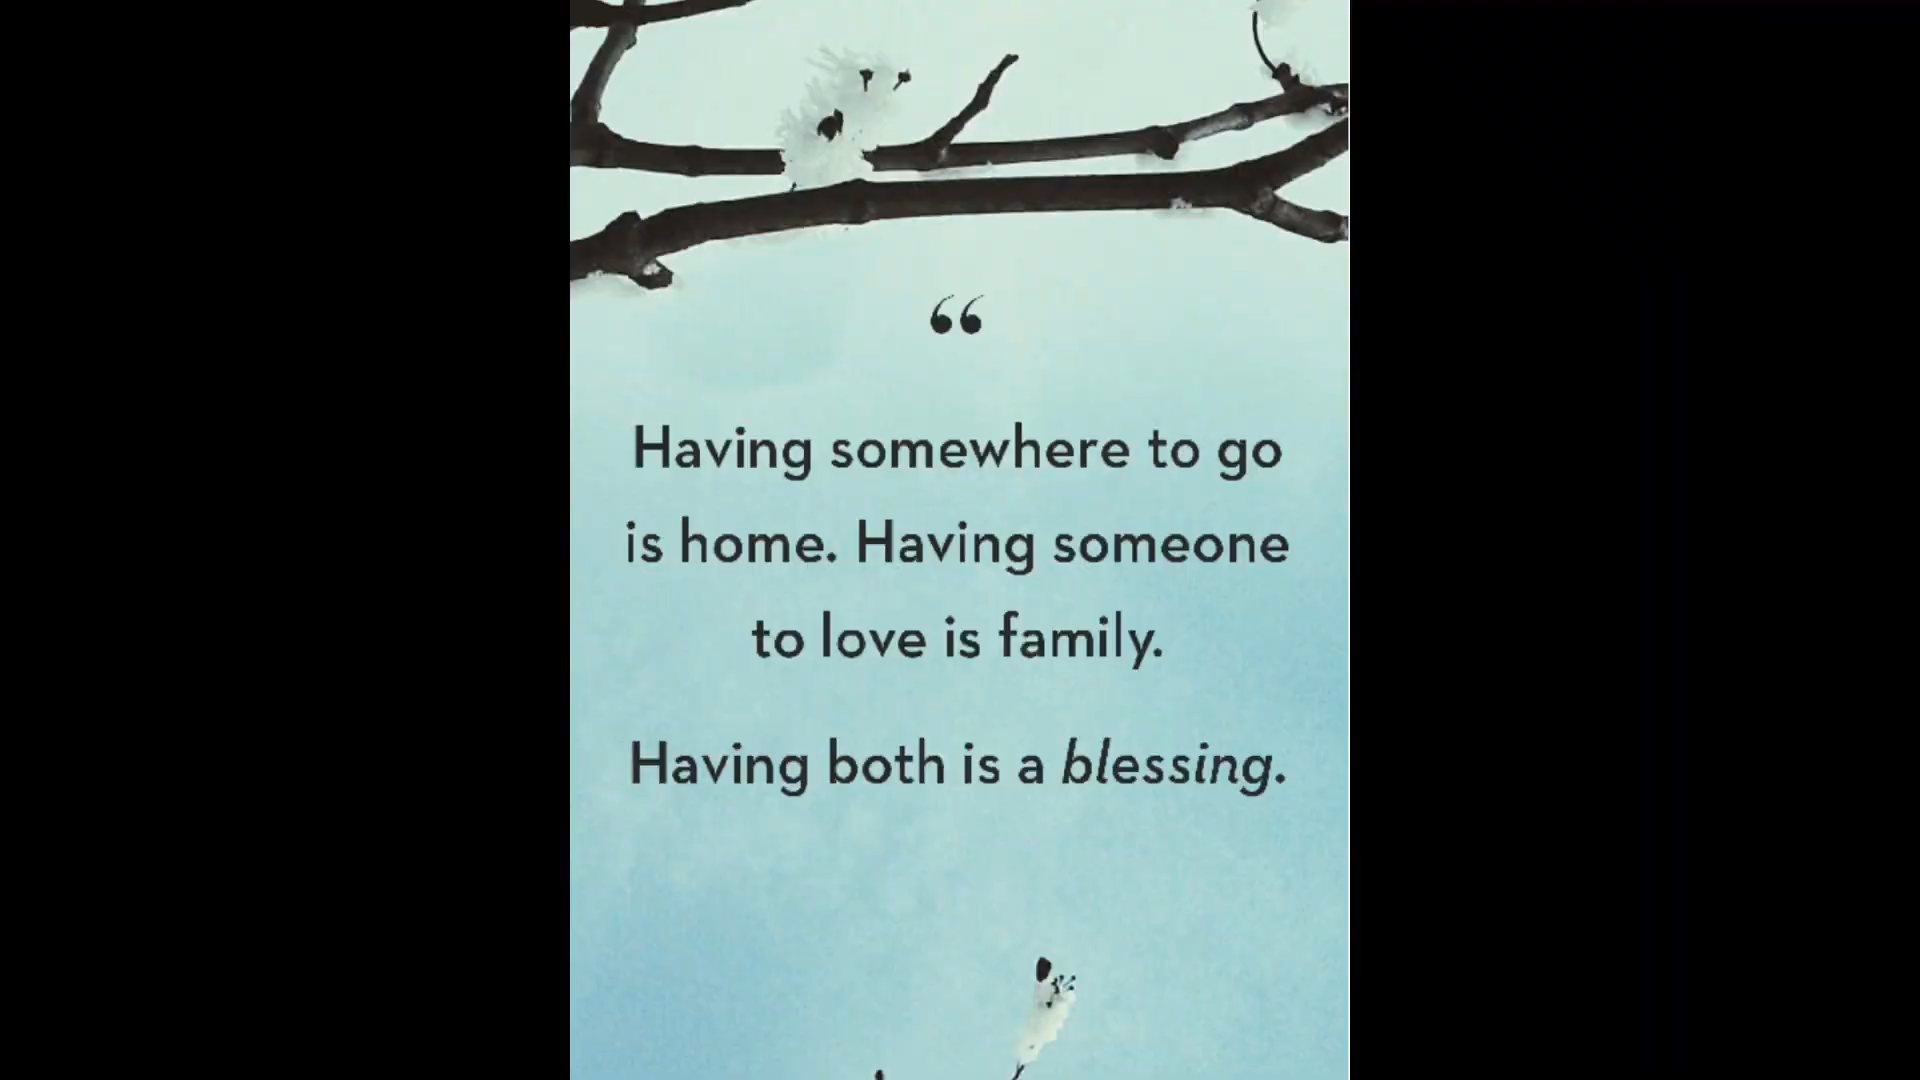 “
Having somewhere to go
is home. Having someone
to love is family.
Having both is a blessing.